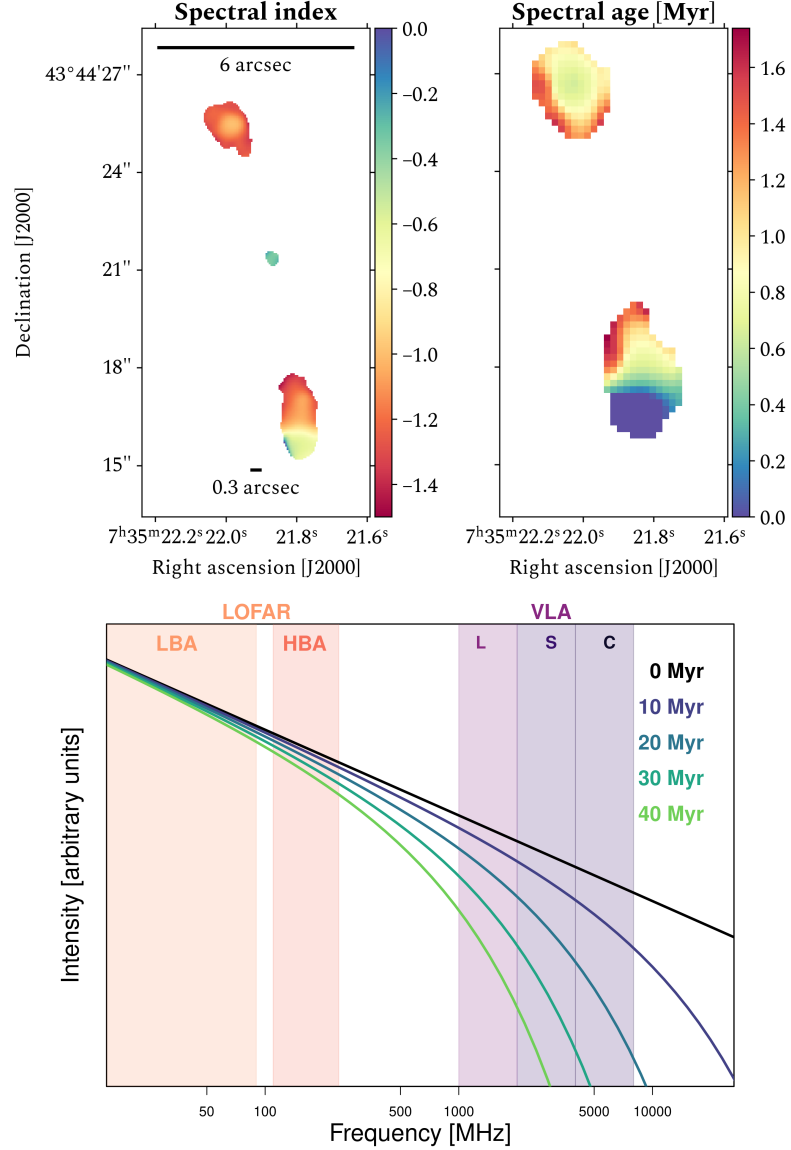 Spectral index
Spectral age [Myr]
6 arcsec
0.3 arcsec
43°44'27"
24"
21"
18"
15"
Declination [J2000]
0.0
−0.2
−0.4
−0.6
−0.8
−1.0
−1.2
−1.4
1.6
1.4
1.2
1.0
0.8
0.6
0.4
0.2
0.0
7h35m22.2s 22.0s 21.8s 21.6s
7h35m22.2s 22.0s 21.8s 21.6s
Right ascension [J2000]
Right ascension [J2000]
LOFAR
VLA
LBA
HBA
L
S
C
0 Myr
10 Myr
20 Myr
30 Myr
40 Myr
Intensity [arbitrary units]
50 100 500 1000 5000 10000
Frequency [MHz]